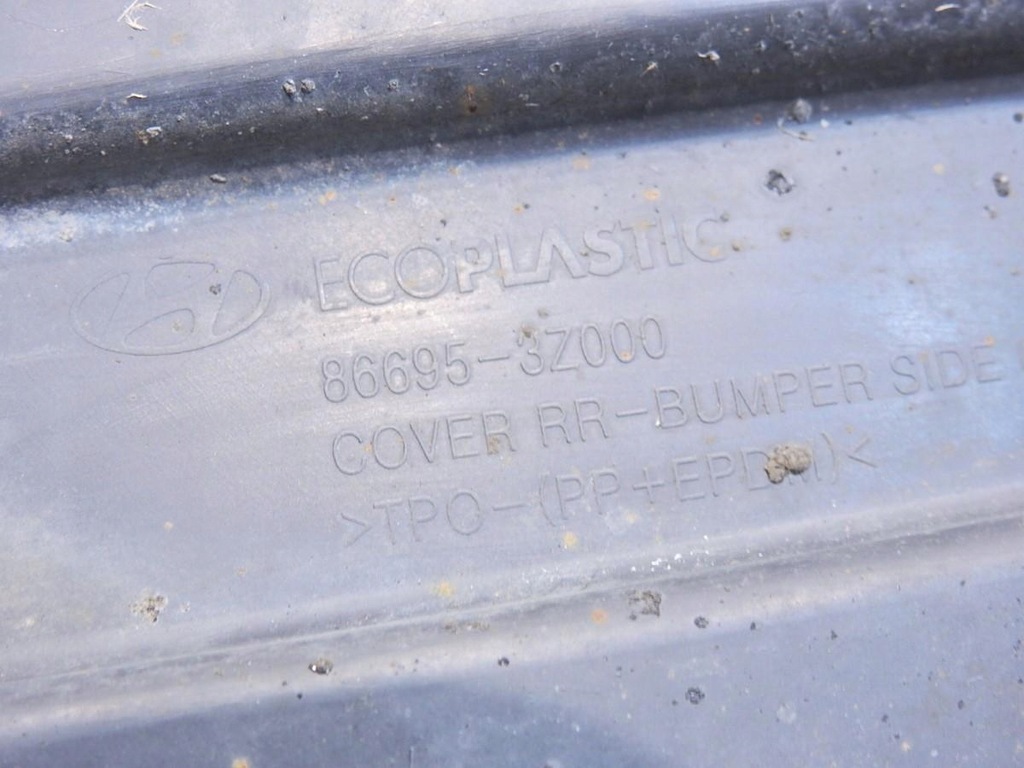 ECOPLASTIC
86695-3Z000
COVER RR-BUMPER SIDE
>TPO-(PP+EPDM)<